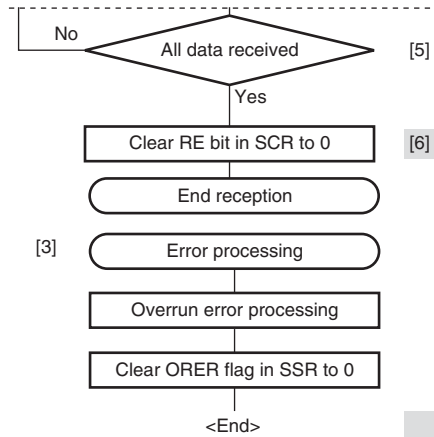 No
All data received
[5]
Yes
Clear RE bit in SCR to 0
[6]
End reception
[3]
Error processing
Overrun error processing
Clear ORER flag in SSR to 0
<End>